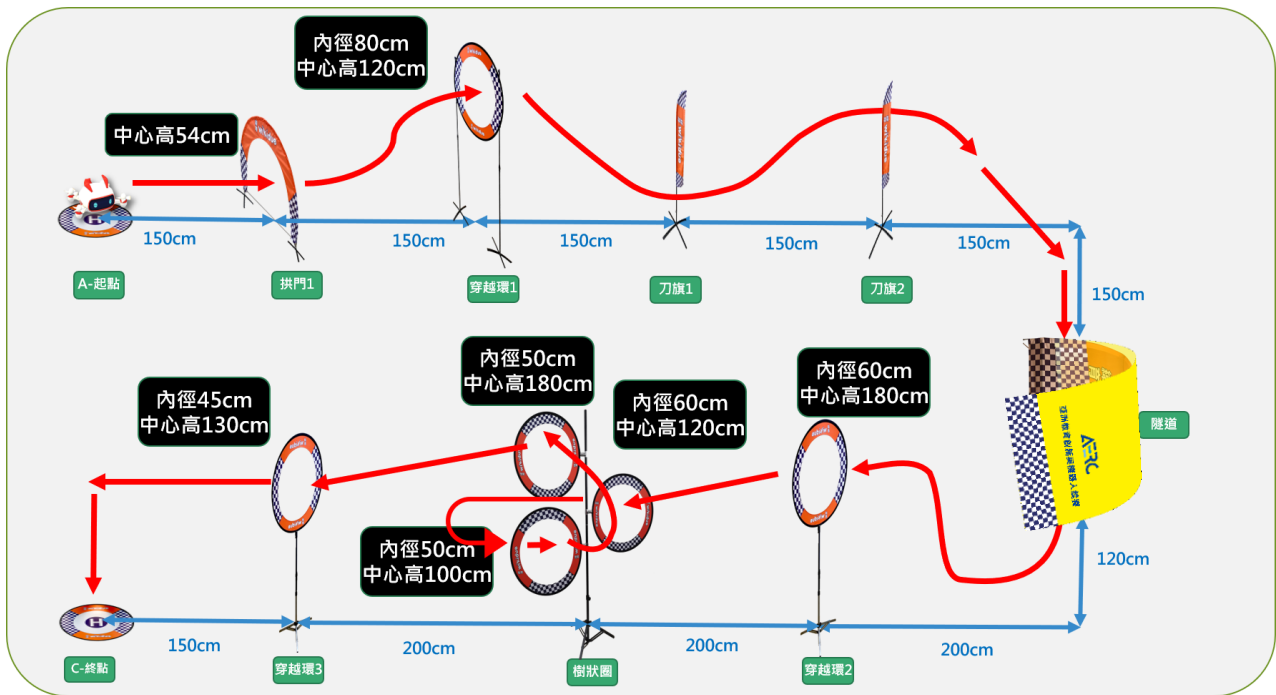 內徑80cm
中心高120cm
中心高54cm
H
150cm
150cm
150cm
150cm
150cm
A-起點
拱門1
穿越環1
刀旗1
刀旗2
150cm
內徑50cm
中心高180cm
內徑60cm
中心高180cm
內徑45cm
中心高130cm
內徑60cm
中心高120cm
隧道
AERC
內徑50cm
中心高100cm
120cm
H
150cm
200cm
200cm
200cm
C-終點
穿越環3
樹狀圈
穿越環2